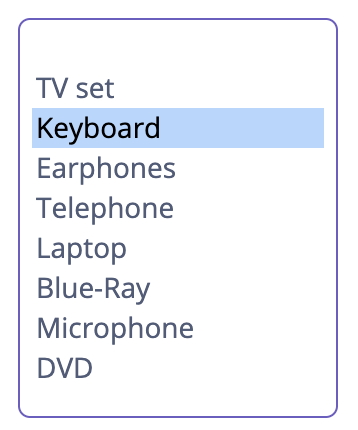 TV set
Keyboard
Earphones
Telephone
Laptop
Blue-Ray
Microphone
DVD